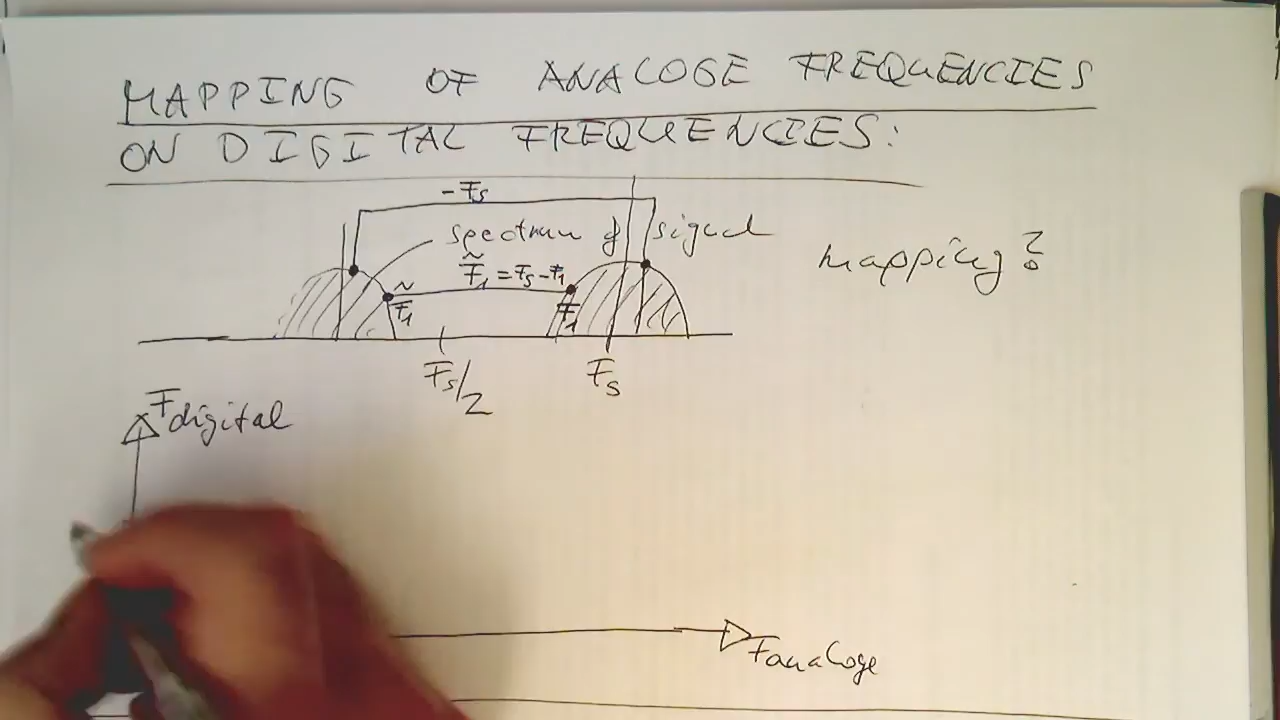 MAPPING OF ANALOGE FREQUENCIES
ON DIGITAL FREQUENCIES:
-Fs
spectrum of signal
mapping?
F̃1 = Fs - F1
F̃1
F1
Fs/2
Fs
Fdigital
Fanaloge